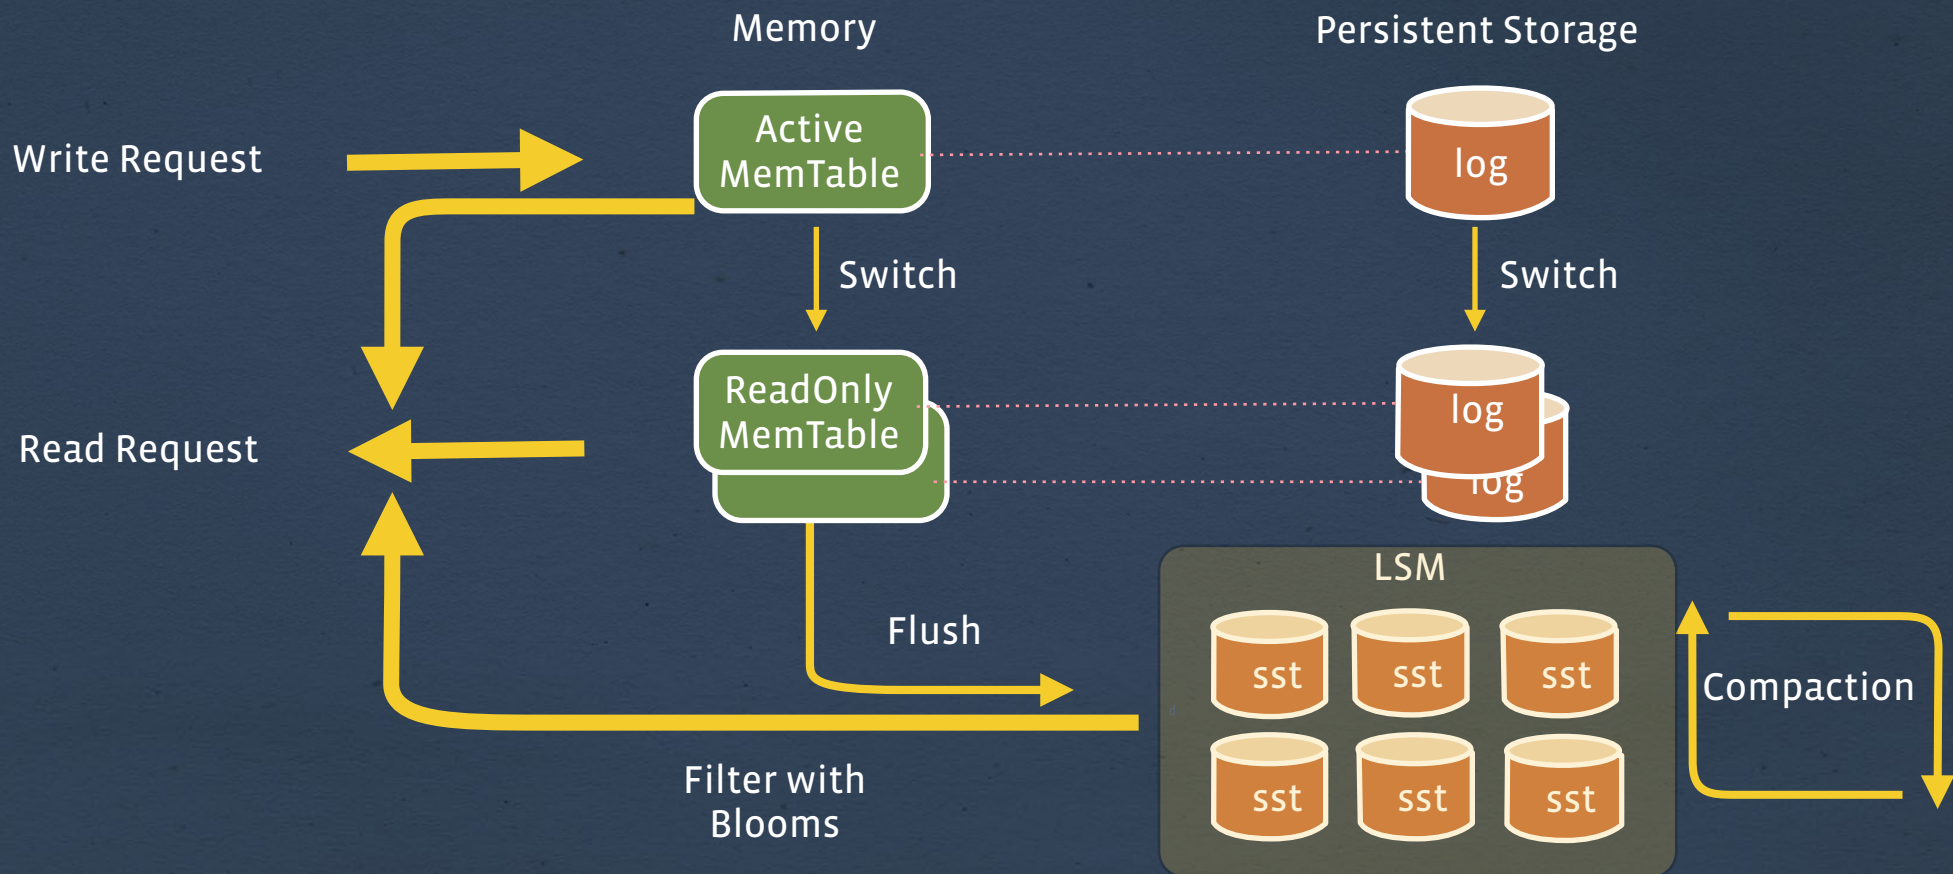 Memory
Persistent Storage
Write Request
Active
MemTable
log
Switch
Switch
Read Request
ReadOnly
MemTable
log
log
LSM
Flush
sst
sst
sst
Compaction
Filter with
Blooms
sst
sst
sst